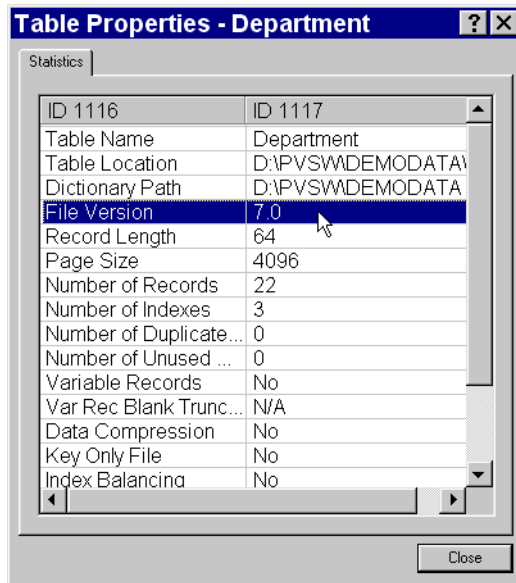 Table Properties - Department
Statistics
ID 1116 ID 1117
Table Name Department
Table Location D:\PVSW\DEMODATA\
Dictionary Path D:\PVSW\DEMODATA
File Version 7.0
Record Length 64
Page Size 4096
Number of Records 22
Number of Indexes 3
Number of Duplicate... 0
Number of Unused ... 0
Variable Records No
Var Rec Blank Trunc... N/A
Data Compression No
Key Only File No
Index Balancing No
Close